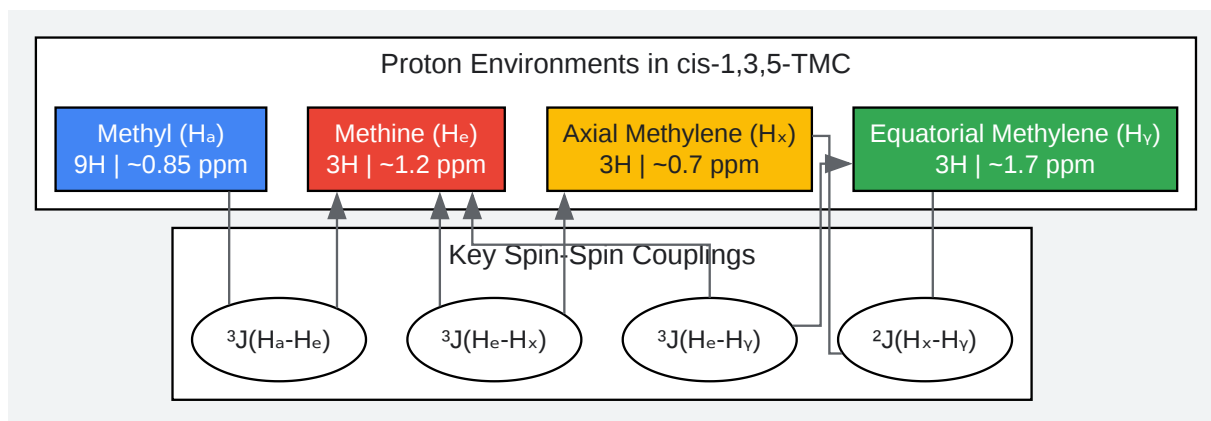 Proton Environments in cis-1,3,5-TMC
Methyl (Hₐ)
9H | ~0.85 ppm
Methine (Hₑ)
3H | ~1.2 ppm
Axial Methylene (Hₓ)
3H | ~0.7 ppm
Equatorial Methylene (Hᵧ)
3H | ~1.7 ppm
Key Spin-Spin Couplings
³J(Hₐ-Hₑ)
³J(Hₑ-Hₓ)
³J(Hₑ-Hᵧ)
²J(Hₓ-Hᵧ)